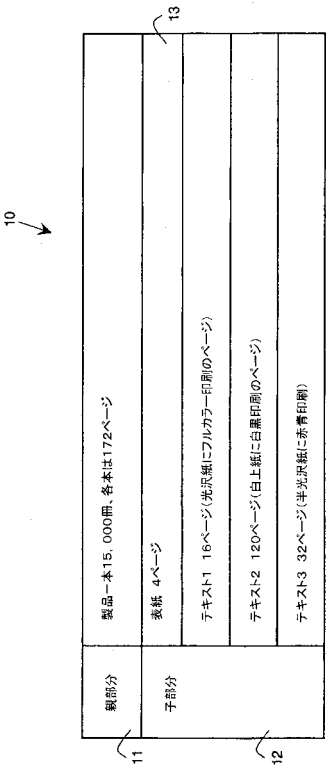 10
13
親部分
製品ー本15,000冊、各本は172ページ
子部分
表紙 4ページ
テキスト1 16ページ(光沢紙にフルカラー印刷のページ)
テキスト2 120ページ(白上紙に白黒印刷のページ)
テキスト3 32ページ(半光沢紙に赤青印刷)
11
12